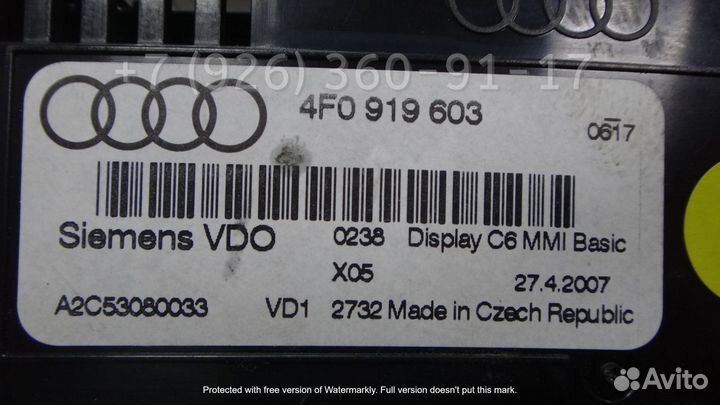 +7 (926) 360-91-17
4F0 919 603
0617
Siemens VDO
0238 Display C6 MMI Basic
X05 27.4.2007
A2C53080033 VD1 2732 Made in Czech Republic
Protected with free version of Watermarkly. Full version doesn't put this mark.
Avito